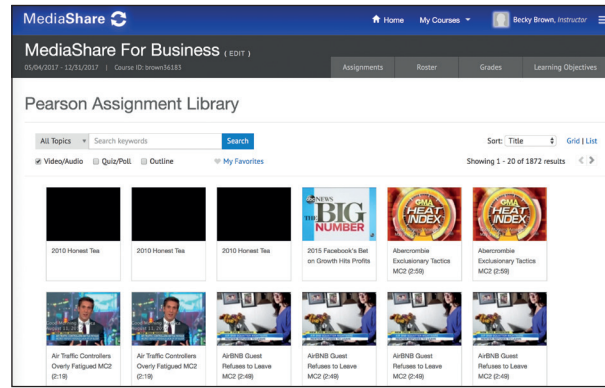 MediaShare
Home My Courses Becky Brown, Instructor
MediaShare For Business ( EDIT )
05/04/2017 - 12/31/2017 | Course ID: brown36183
Assignments Roster Grades Learning Objectives
Pearson Assignment Library
All Topics Search keywords Search Sort: Title Grid | List
Video/Audio Quiz/Poll Outline My Favorites Showing 1 - 20 of 1872 results
NEWS
THE BIG
NUMBER
GMA
HEAT
INDEX
GMA
HEAT
INDEX
2010 Honest Tea
2010 Honest Tea
2010 Honest Tea
2015 Facebook's Bet
on Growth Hits Profits
Abercrombie
Exclusionary Tactics
MC2 (2:59)
Abercrombie
Exclusionary Tactics
MC2 (2:59)
Air Traffic Controllers
Overly Fatigued MC2
(2:19)
Air Traffic Controllers
Overly Fatigued MC2
(2:19)
AirBNB Guest
Refuses to Leave
MC2 (2:49)
AirBNB Guest
Refuses to Leave
MC2 (2:49)
AirBNB Guest
Refuses to Leave
MC2 (2:49)
AirBNB Guest
Refuses to Leave
MC2 (2:49)